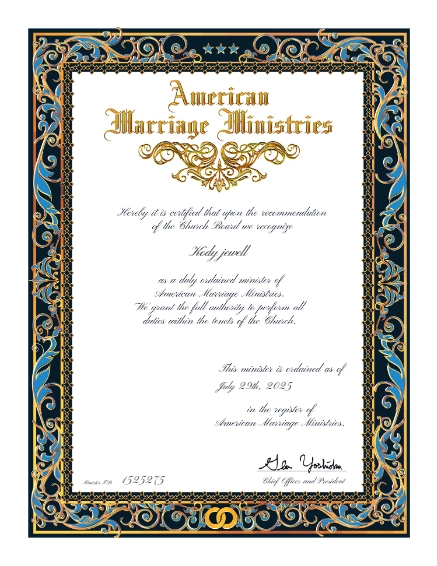 American
Marriage Ministries
Hereby it is certified that upon the recommendation
of the Church Board we recognize
Kody jewell
as a duly ordained minister of
American Marriage Ministries.
We grant the full authority to perform all
duties within the tenets of the Church.
This minister is ordained as of
July 29th, 2025
in the register of
American Marriage Ministries.
Glen Yoshioka
Minister ID: 1525275
Chief Officer and President